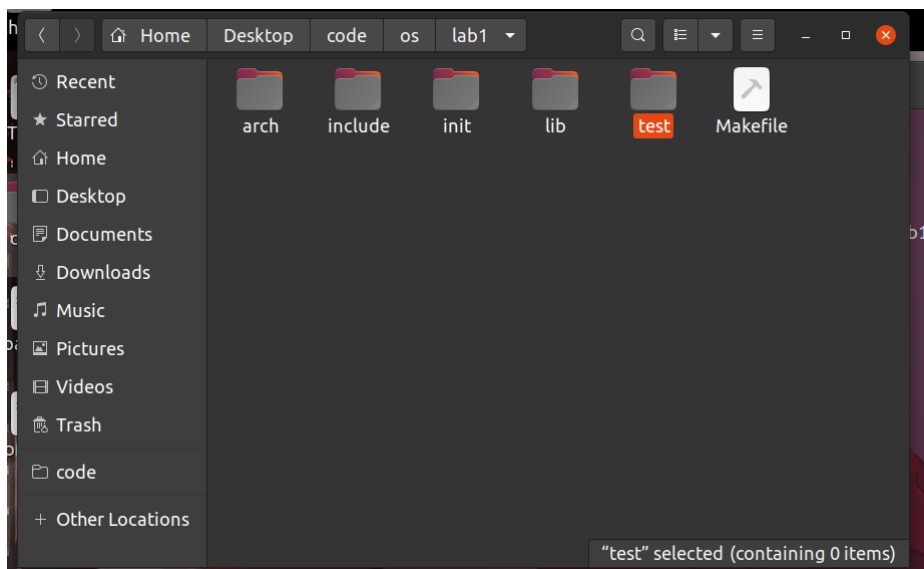 Home Desktop code os lab1
Recent
Starred
Home
Desktop
Documents
Downloads
Music
Pictures
Videos
Trash
code
Other Locations
arch include init lib test Makefile
“test” selected (containing 0 items)